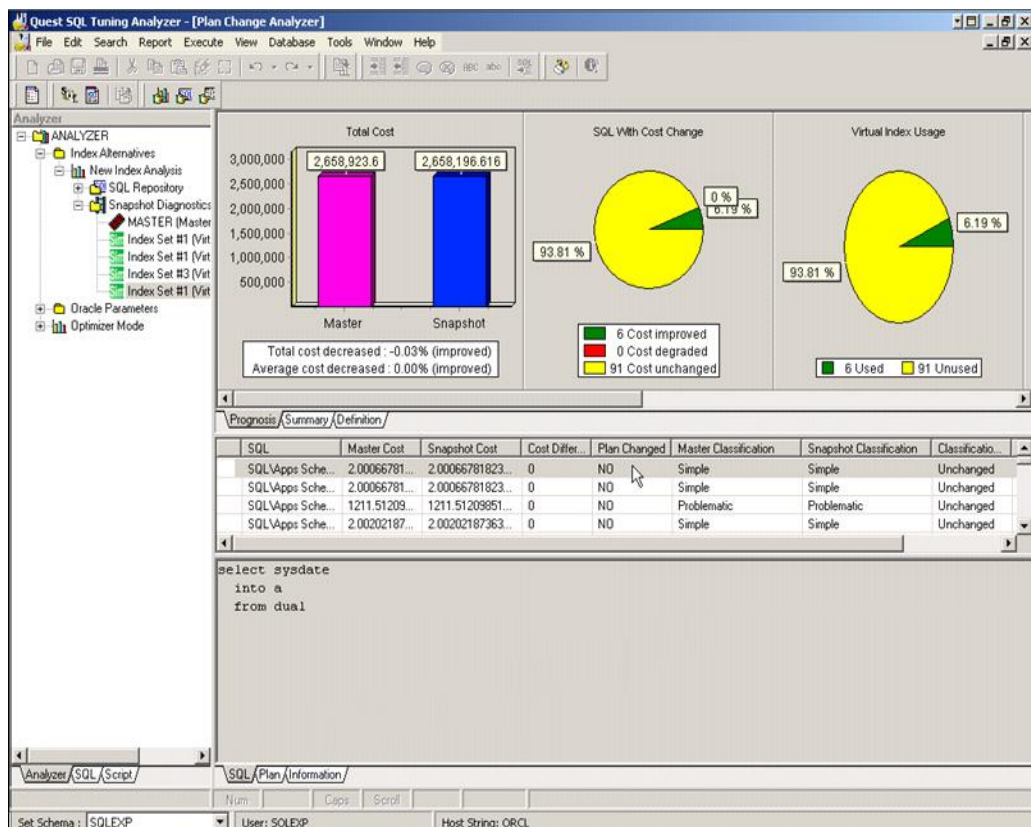 Quest SQL Tuning Analyzer - [Plan Change Analyzer]
File Edit Search Report Execute View Database Tools Window Help
Analyzer
ANALYZER
Index Alternatives
New Index Analysis
SQL Repository
Snapshot Diagnostics
MASTER (Master
Index Set #1 (Virt
Index Set #1 (Virt
Index Set #3 (Virt
Index Set #1 (Virt
Oracle Parameters
Optimizer Mode
Analyzer SQL Script
Total Cost
3,000,000
2,500,000
2,000,000
1,500,000
1,000,000
500,000
2,658,923.6
2,658,196.616
Master Snapshot
Total cost decreased : -0.03% (improved)
Average cost decreased : 0.00% (improved)
SQL With Cost Change
0 %
6.19 %
93.81 %
6 Cost improved
0 Cost degraded
91 Cost unchanged
Virtual Index Usage
6.19 %
93.81 %
6 Used 91 Unused
Prognosis Summary Definition
SQL Master Cost Snapshot Cost Cost Differ... Plan Changed Master Classification Snapshot Classification Classificatio...
SQL\Apps Sche... 2.00066781... 2.00066781823... 0 NO Simple Simple Unchanged
SQL\Apps Sche... 2.00066781... 2.00066781823... 0 NO Simple Simple Unchanged
SQL\Apps Sche... 1211.51209... 1211.51209851... 0 NO Problematic Problematic Unchanged
SQL\Apps Sche... 2.00202187... 2.00202187363... 0 NO Simple Simple Unchanged
select sysdate
into a
from dual
SQL Plan Information
Num Caps Scroll
Set Schema : SQLEXP User: SQLEXP Host String: ORCL